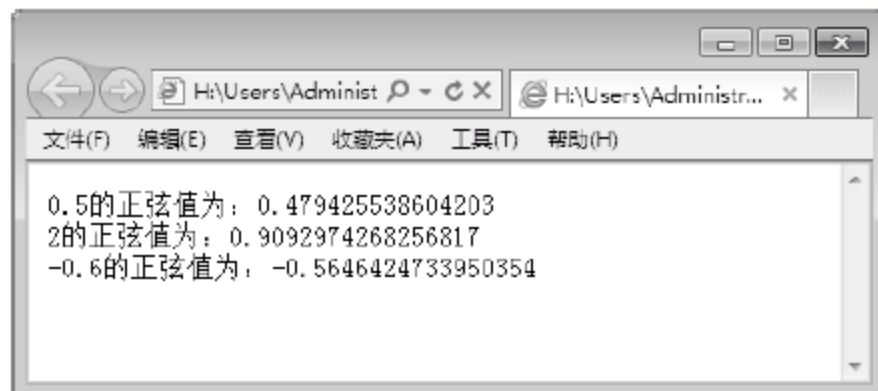 H:\Users\Administ
H:\Users\Administr...
文件(F) 编辑(E) 查看(V) 收藏夹(A) 工具(T) 帮助(H)
0.5的正弦值为：0.479425538604203
2的正弦值为：0.9092974268256817
-0.6的正弦值为：-0.5646424733950354